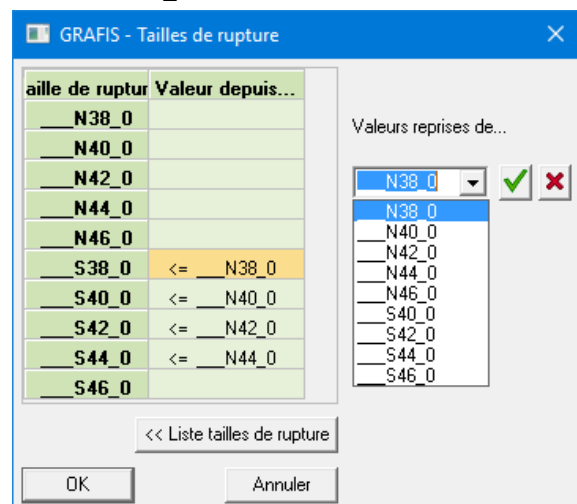 GRAFIS - Tailles de rupture
aille de ruptur Valeur depuis...
___N38_0
___N40_0
___N42_0
___N44_0
___N46_0
___S38_0 <= ___N38_0
___S40_0 <= ___N40_0
___S42_0 <= ___N42_0
___S44_0 <= ___N44_0
___S46_0
Valeurs reprises de...
___N38_0
___N38_0
___N40_0
___N42_0
___N44_0
___N46_0
___S40_0
___S42_0
___S44_0
___S46_0
<< Liste tailles de rupture
OK Annuler